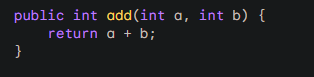 public int add(int a, int b) {
    return a + b;
}